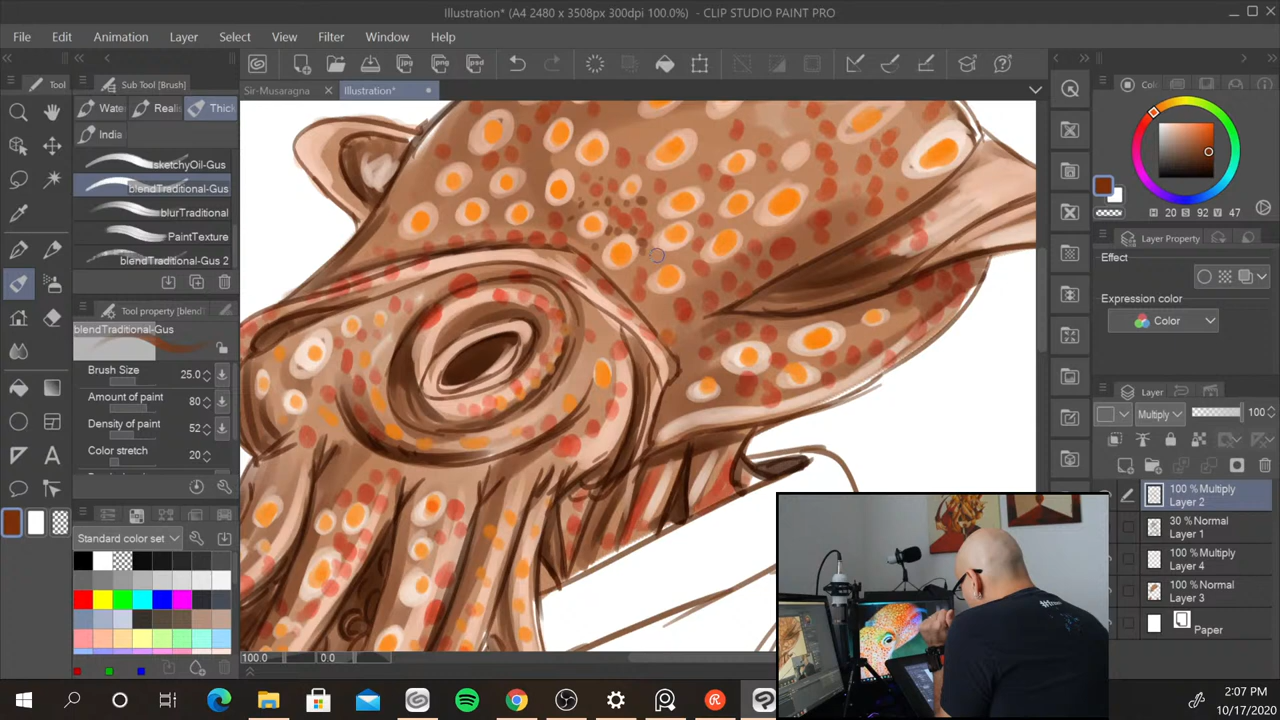 Illustration* (A4 2480 x 3508px 300dpi 100.0%) - CLIP STUDIO PAINT PRO
File Edit Animation Layer Select View Filter Window Help
Tool
Sub Tool [Brush]
Wate Reali Thick
India
sketchyOil-Gus
blendTraditional-Gus
blurTraditional
PaintTexture
blendTraditional-Gus 2
Tool property [blend
blendTraditional-Gus
Brush Size 25.0
Amount of paint 80
Density of paint 52
Color stretch 20
Standard color set
Sir-Musaragna
Illustration*
100.0 0.0
Col
H 20 S 92 V 47
Layer Property
Effect
Expression color
Color
Layer
Multiply 100
100 % Multiply
Layer 2
30 % Normal
Layer 1
100 % Multiply
Layer 4
100 % Normal
Layer 3
Paper
2:07 PM
10/17/2020